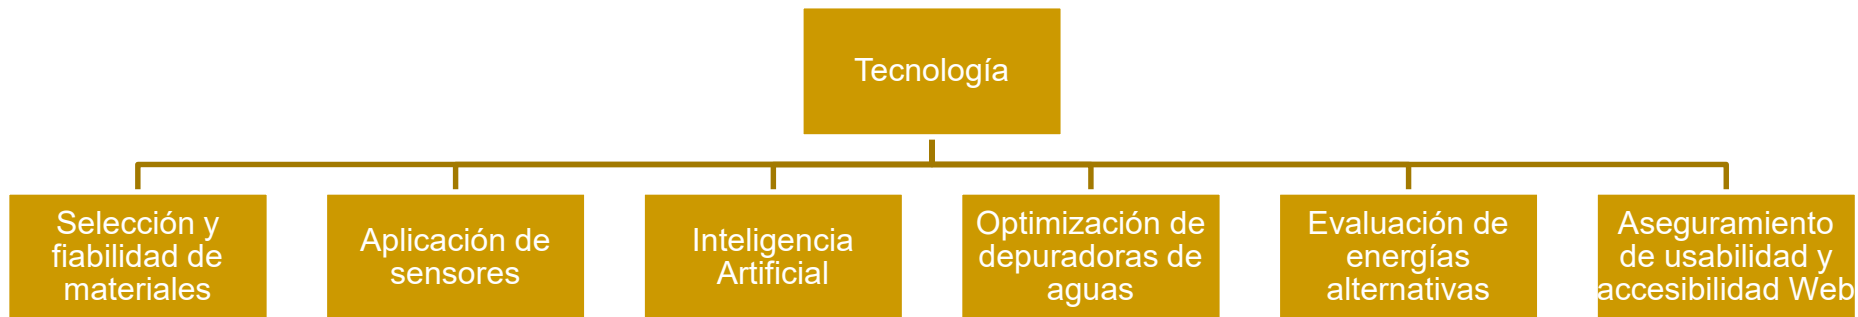 Tecnología
Selección y
fiabilidad de
materiales
Aplicación de
sensores
Inteligencia
Artificial
Optimización de
depuradoras de
aguas
Evaluación de
energías
alternativas
Aseguramiento
de usabilidad y
accesibilidad Web